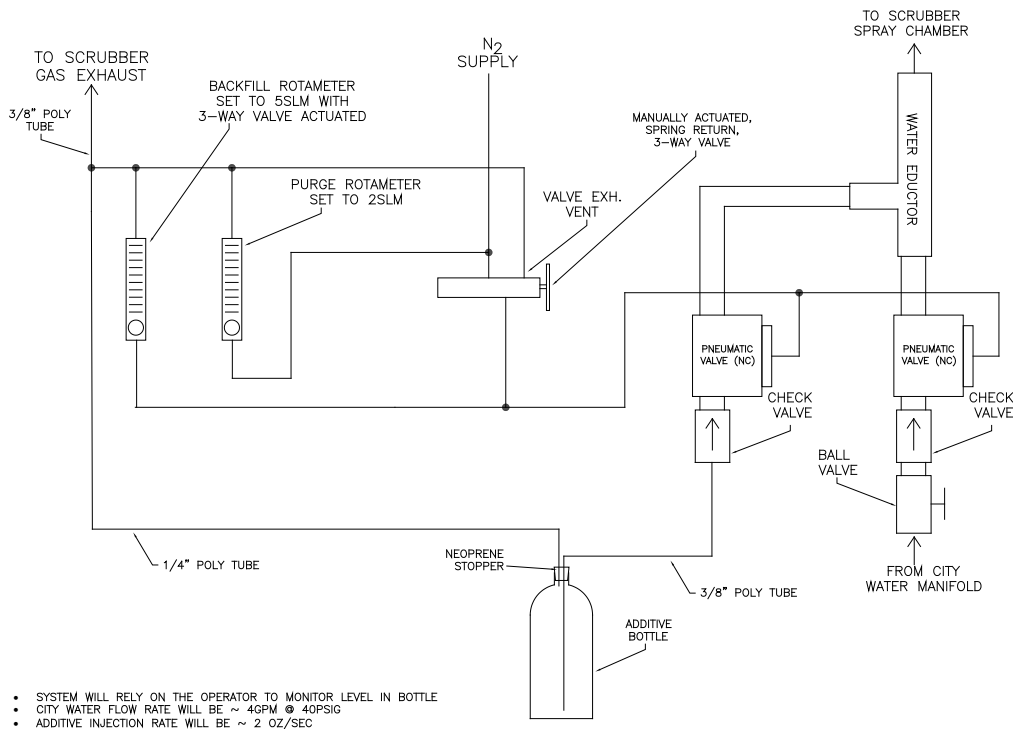 TO SCRUBBER
GAS EXHAUST
3/8" POLY
TUBE
BACKFILL ROTAMETER
SET TO 5SLM WITH
3-WAY VALVE ACTUATED
N2
SUPPLY
TO SCRUBBER
SPRAY CHAMBER
MANUALLY ACTUATED,
SPRING RETURN,
3-WAY VALVE
WATER EDUCTOR
PURGE ROTAMETER
SET TO 2SLM
VALVE EXH.
VENT
PNEUMATIC
VALVE (NC)
PNEUMATIC
VALVE (NC)
CHECK
VALVE
CHECK
VALVE
BALL
VALVE
1/4" POLY TUBE
NEOPRENE
STOPPER
3/8" POLY TUBE
FROM CITY
WATER MANIFOLD
ADDITIVE
BOTTLE
• SYSTEM WILL RELY ON THE OPERATOR TO MONITOR LEVEL IN BOTTLE
• CITY WATER FLOW RATE WILL BE ~ 4GPM @ 40PSIG
• ADDITIVE INJECTION RATE WILL BE ~ 2 OZ/SEC